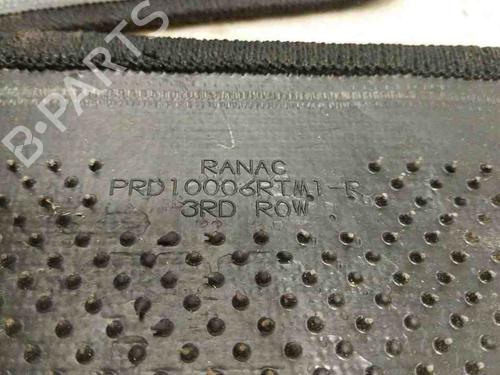 B-PARTS
RANAC
PRD10006RTM1-R
3RD ROW